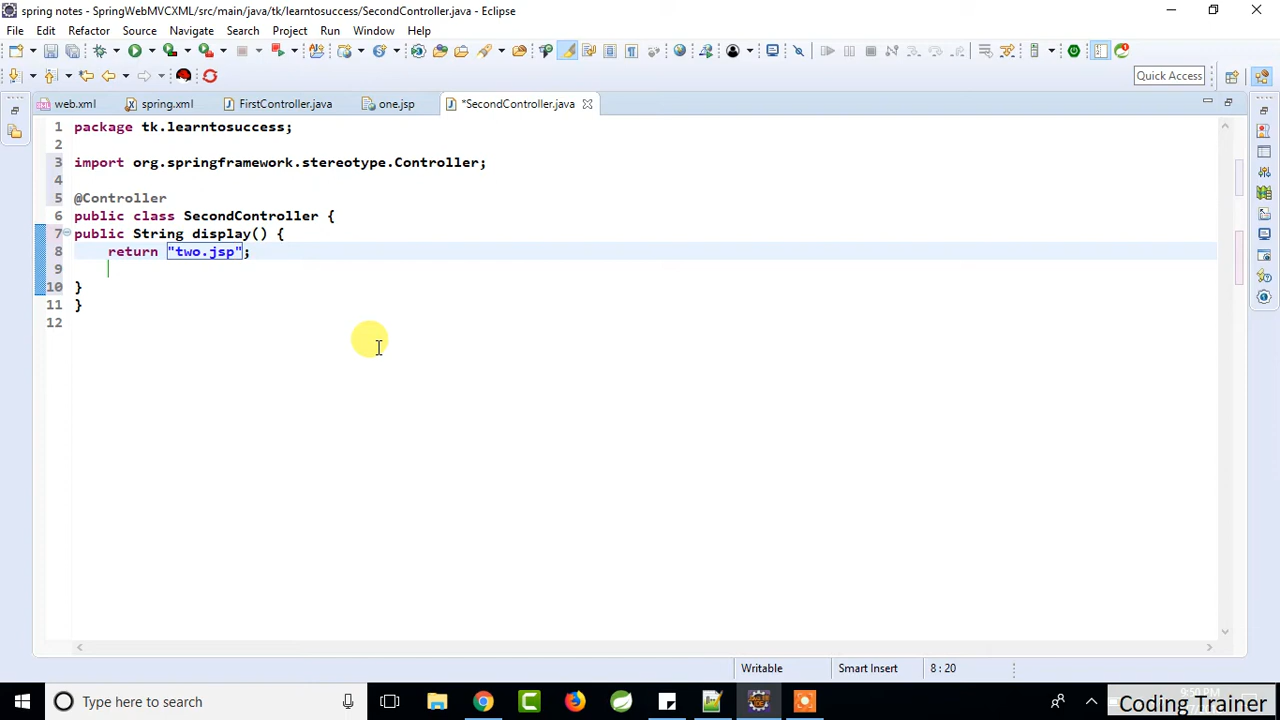 spring notes - SpringWebMVCXML/src/main/java/tk/learntosuccess/SecondController.java - Eclipse
File Edit Refactor Source Navigate Search Project Run Window Help
Quick Access
web.xml spring.xml FirstController.java one.jsp *SecondController.java
1 package tk.learntosuccess;
2
3 import org.springframework.stereotype.Controller;
4
5 @Controller
6 public class SecondController {
7 public String display() {
8 return "two.jsp";
9
10 }
11 }
12
Writable Smart Insert 8 : 20
Type here to search
Coding Trainer